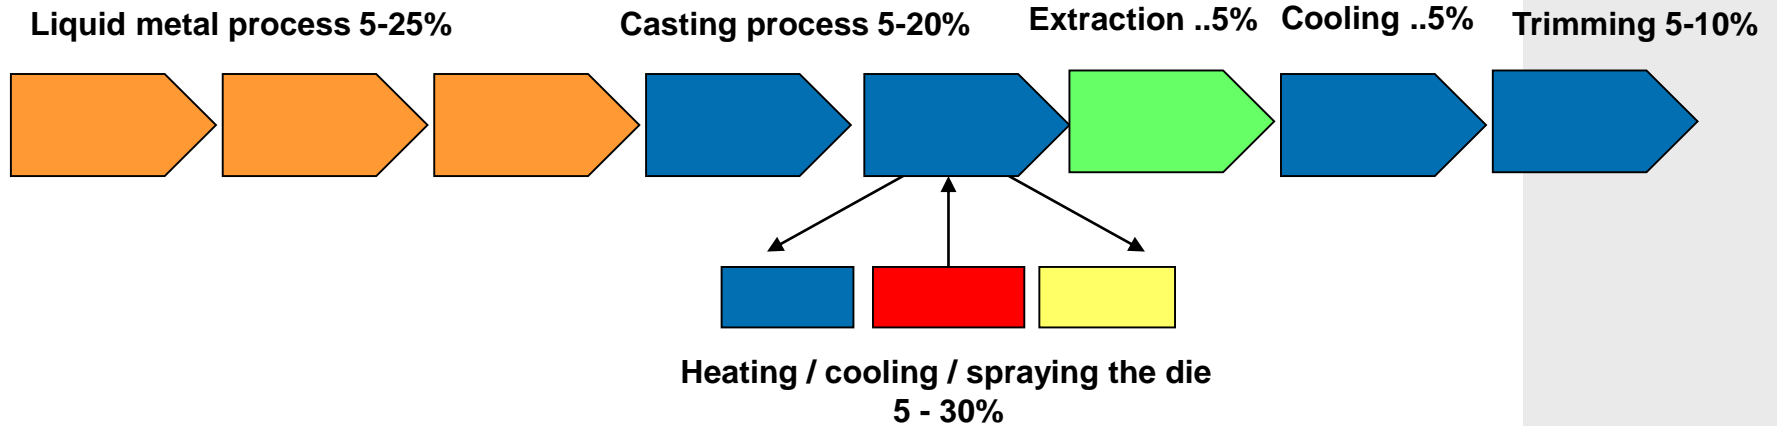 Liquid metal process 5-25%
Casting process 5-20%
Extraction ..5%
Cooling ..5%
Trimming 5-10%
Heating / cooling / spraying the die
5 - 30%